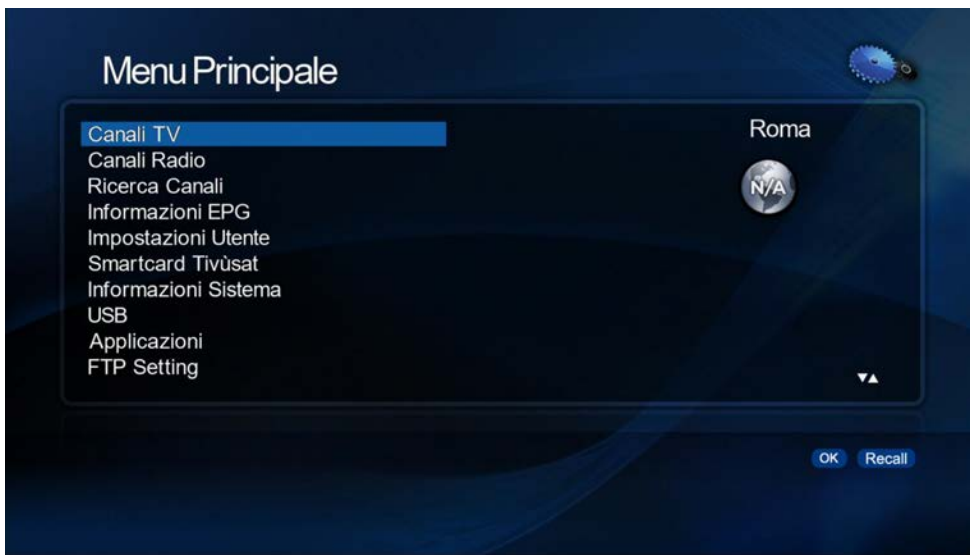 Menu Principale
Canali TV
Canali Radio
Ricerca Canali
Informazioni EPG
Impostazioni Utente
Smartcard Tivùsat
Informazioni Sistema
USB
Applicazioni
FTP Setting
Roma
N/A
OK Recall